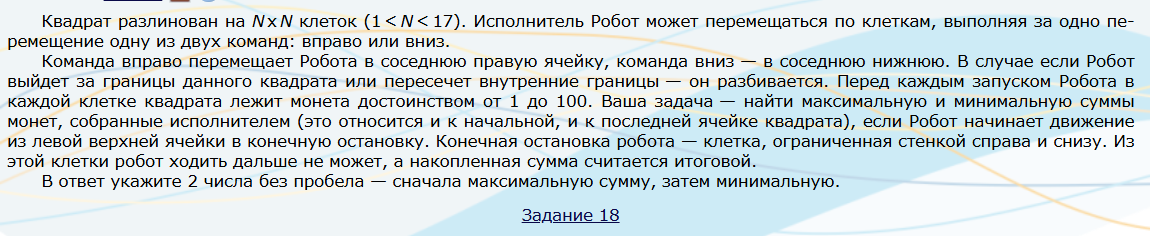 Квадрат разлинован на N x N клеток (1 < N < 17). Исполнитель Робот может перемещаться по клеткам, выполняя за одно пе-
ремещение одну из двух команд: вправо или вниз.
Команда вправо перемещает Робота в соседнюю правую ячейку, команда вниз — в соседнюю нижнюю. В случае если Робот
выйдет за границы данного квадрата или пересечет внутренние границы — он разбивается. Перед каждым запуском Робота в
каждой клетке квадрата лежит монета достоинством от 1 до 100. Ваша задача — найти максимальную и минимальную суммы
монет, собранные исполнителем (это относится и к начальной, и к последней ячейке квадрата), если Робот начинает движение
из левой верхней ячейки в конечную остановку. Конечная остановка робота — клетка, ограниченная стенкой справа и снизу. Из
этой клетки робот ходить дальше не может, а накопленная сумма считается итоговой.
В ответ укажите 2 числа без пробела — сначала максимальную сумму, затем минимальную.
Задание 18